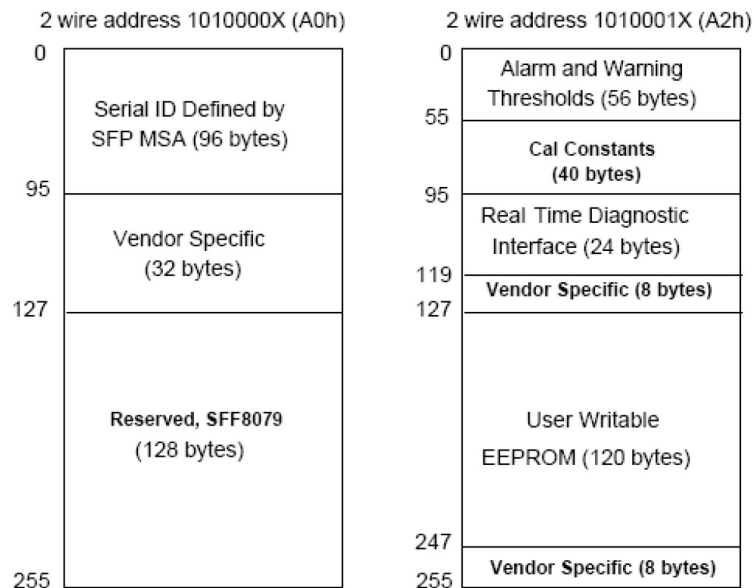 2 wire address 1010000X (A0h)
0
Serial ID Defined by
SFP MSA (96 bytes)
95
Vendor Specific
(32 bytes)
127
Reserved, SFF8079
(128 bytes)
255
2 wire address 1010001X (A2h)
0
Alarm and Warning
Thresholds (56 bytes)
55
Cal Constants
(40 bytes)
95
Real Time Diagnostic
Interface (24 bytes)
119
Vendor Specific (8 bytes)
127
User Writable
EEPROM (120 bytes)
247
Vendor Specific (8 bytes)
255